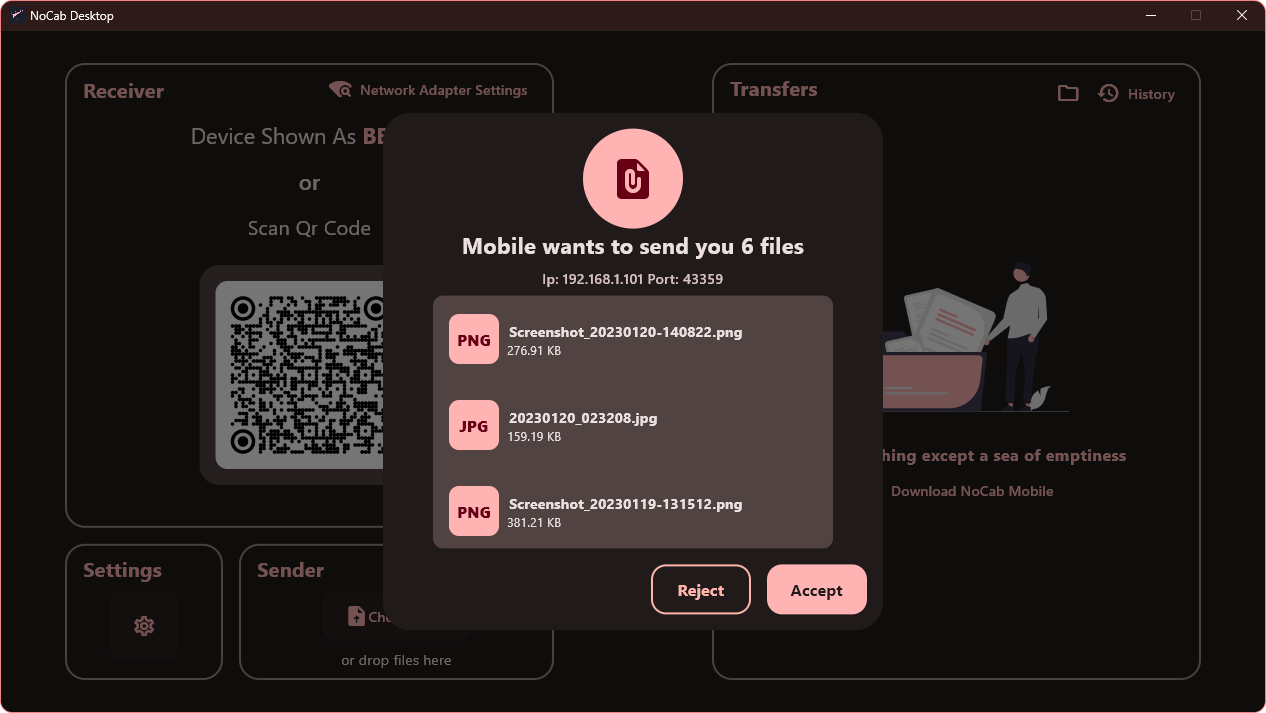 NoCab Desktop
Receiver
Network Adapter Settings
Device Shown As
or
Scan Qr Code
Transfers
History
Mobile wants to send you 6 files
Ip: 192.168.1.101 Port: 43359
PNG
Screenshot_20230120-140822.png
276.91 KB
JPG
20230120_023208.jpg
159.19 KB
PNG
Screenshot_20230119-131512.png
381.21 KB
Reject
Accept
except a sea of emptiness
Download NoCab Mobile
Settings
Sender
or drop files here